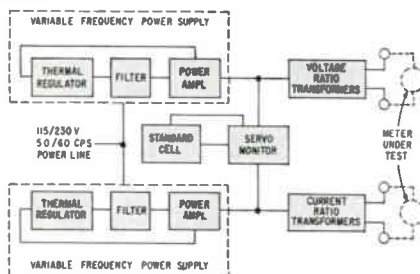 VARIABLE FREQUENCY POWER SUPPLY
THERMAL
REGULATOR
FILTER
POWER
AMPL
VOLTAGE
RATIO
TRANSFORMERS
115/230 V
50/60 CPS
POWER LINE
STANDARD
CELL
SERVO
MONITOR
METER
UNDER
TEST
THERMAL
REGULATOR
FILTER
POWER
AMPL
CURRENT
RATIO
TRANSFORMERS
VARIABLE FREQUENCY POWER SUPPLY